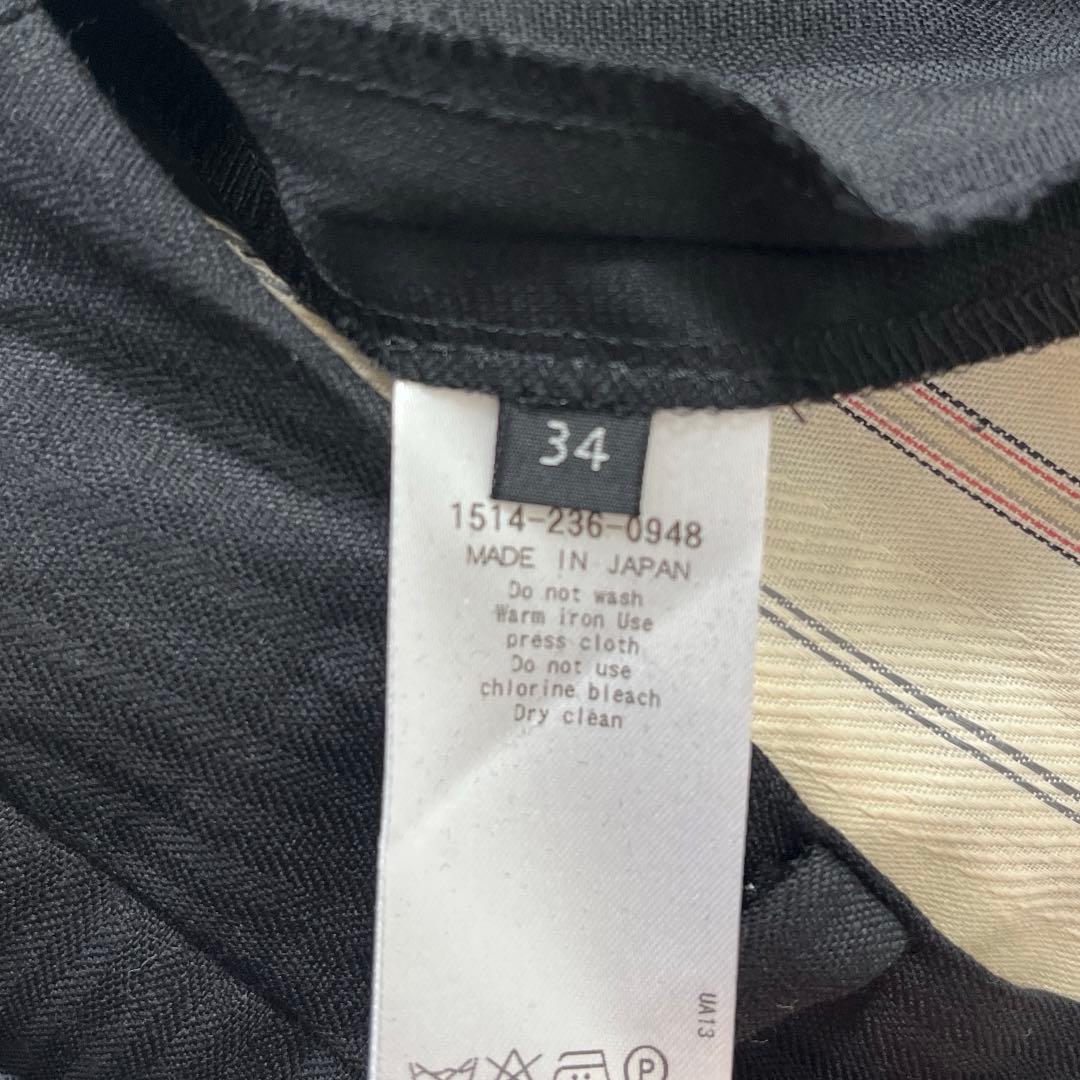 34
1514-236-0948
MADE IN JAPAN
Do not wash
Warm iron Use
press cloth
Do not use
chlorine bleach
Dry clean
UA13
P